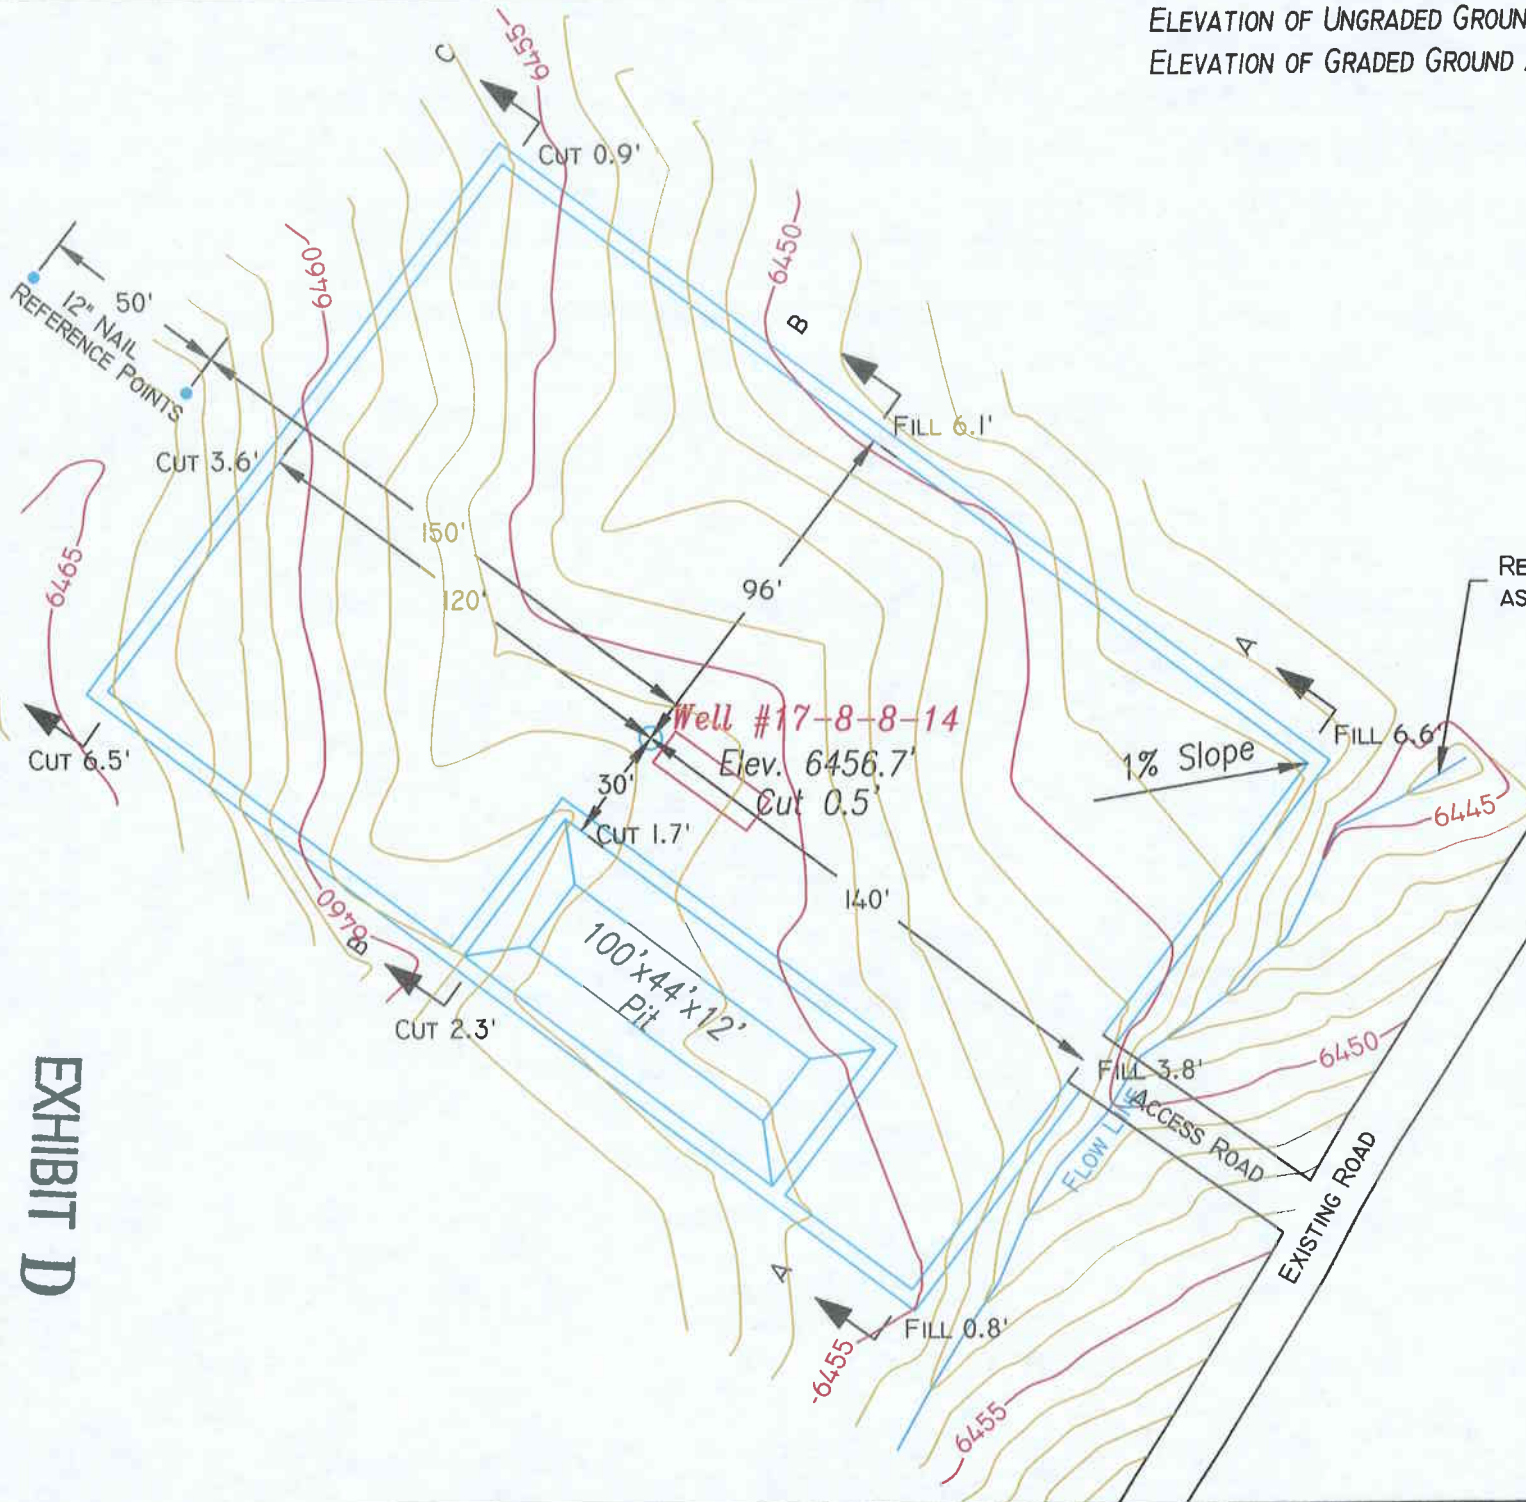 ELEVATION OF UNGRADED GROUN
ELEVATION OF GRADED GROUND
C
6455
CUT 0.9'
6450
B
6460
50'
12" NAIL
REFERENCE POINTS
FILL 6.1'
CUT 3.6'
150'
120'
96'
6465
RE
AS
A
Well #17-8-8-14
Elev. 6456.7'
Cut 0.5'
1% Slope
FILL 6.6'
CUT 6.5'
30'
CUT 1.7'
6445
140'
6460
B
100'x44'x12'
Pit
CUT 2.3'
6450
FILL 3.8'
ACCESS ROAD
FLOW LINE
EXISTING ROAD
EXHIBIT D
A
FILL 0.8'
6455
6455